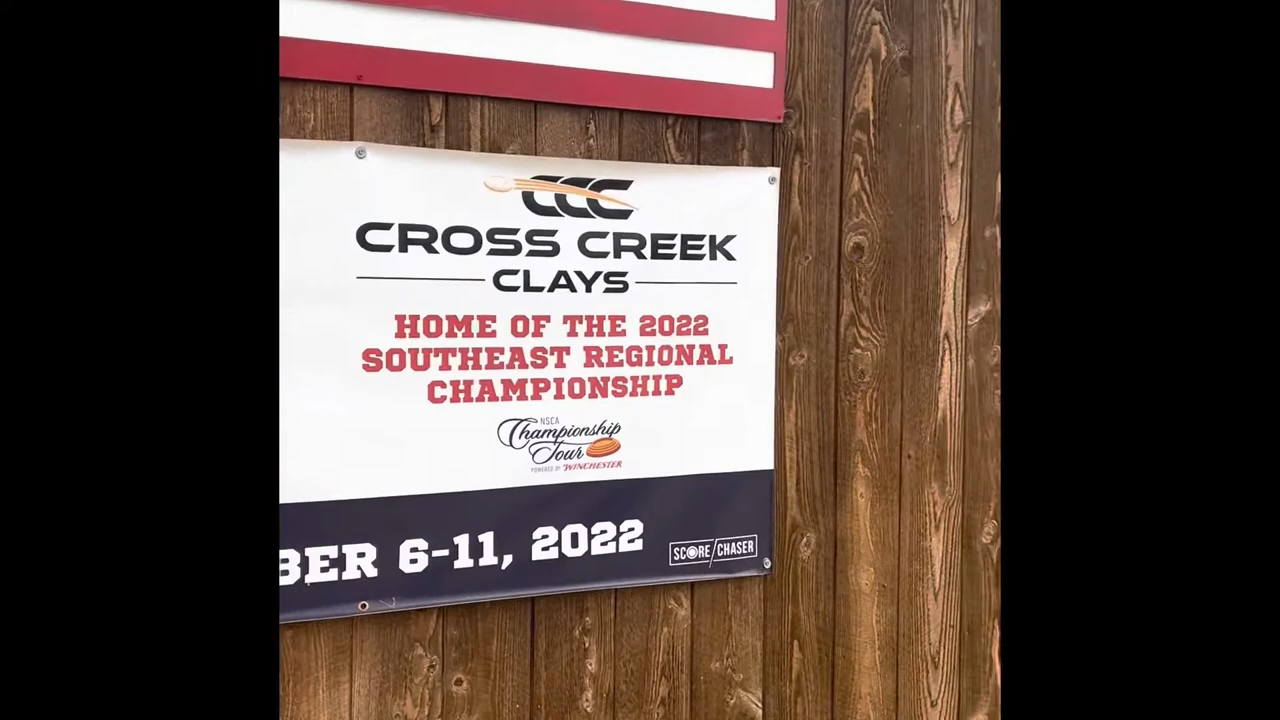 CCC
CROSS CREEK
CLAYS
HOME OF THE 2022
SOUTHEAST REGIONAL
CHAMPIONSHIP
NSCA
Championship
Tour
POWERED BY WINCHESTER
BER 6-11, 2022
SCORE/CHASER